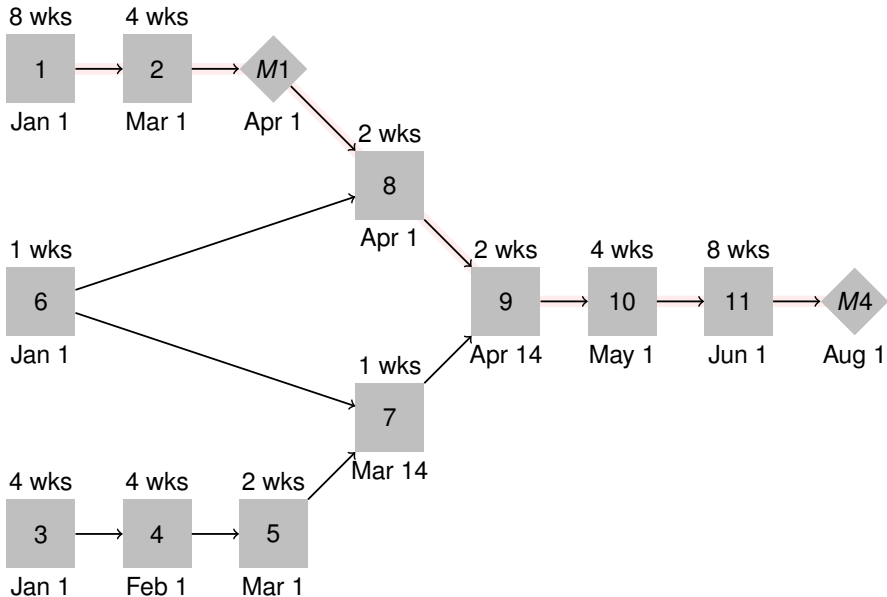 8 wks 4 wks
1 2 M1
Jan 1 Mar 1 Apr 1
2 wks
8
Apr 1
1 wks 2 wks 4 wks 8 wks
6 9 10 11 M4
Jan 1 Apr 14 May 1 Jun 1 Aug 1
1 wks
7
Mar 14
4 wks 4 wks 2 wks
3 4 5
Jan 1 Feb 1 Mar 1